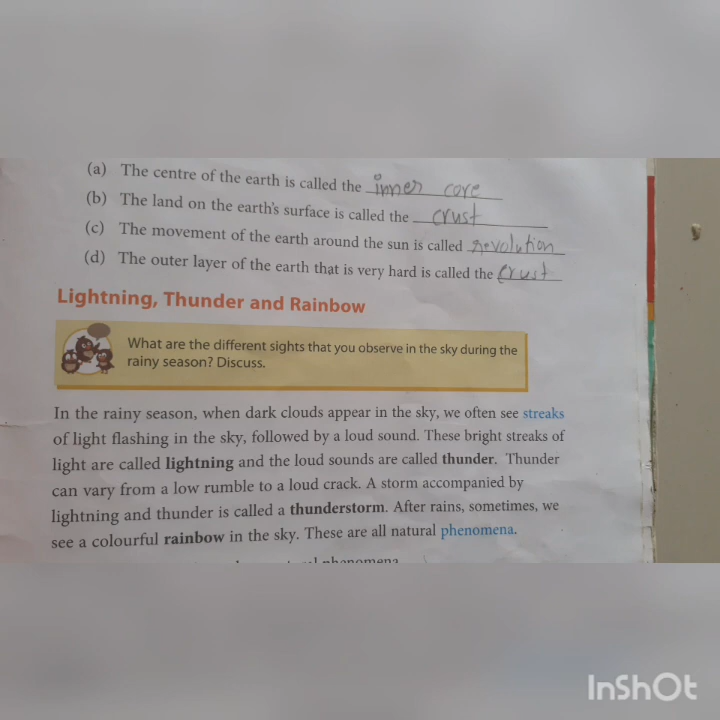 (a) The centre of the earth is called the inner core
(b) The land on the earth's surface is called the crust
(c) The movement of the earth around the sun is called revolution
(d) The outer layer of the earth that is very hard is called the crust
Lightning, Thunder and Rainbow
What are the different sights that you observe in the sky during the
rainy season? Discuss.
In the rainy season, when dark clouds appear in the sky, we often see streaks
of light flashing in the sky, followed by a loud sound. These bright streaks of
light are called lightning and the loud sounds are called thunder. Thunder
can vary from a low rumble to a loud crack. A storm accompanied by
lightning and thunder is called a thunderstorm. After rains, sometimes, we
see a colourful rainbow in the sky. These are all natural phenomena.
phenomena
InShOt